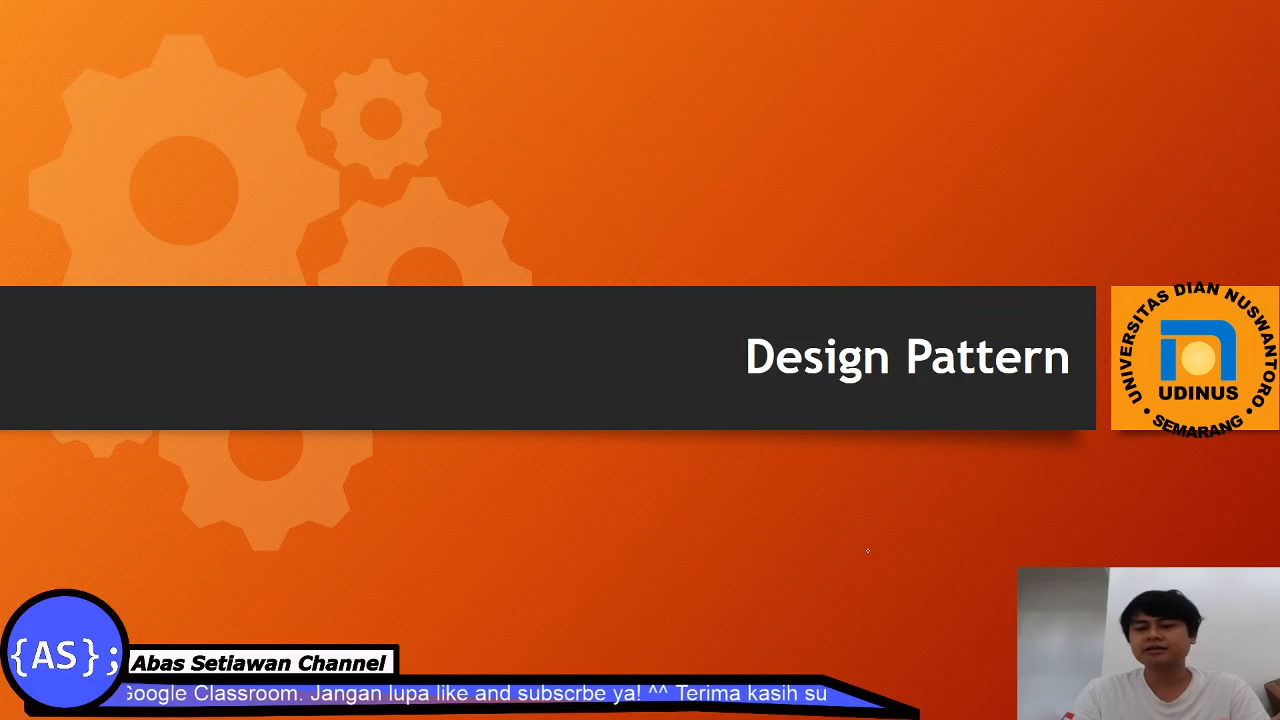 Design Pattern
UNIVERSITAS DIAN NUSWANTORO
UDINUS
• SEMARANG •
{AS};
Abas Setiawan Channel
Google Classroom. Jangan lupa like and subscrbe ya! ^^ Terima kasih su